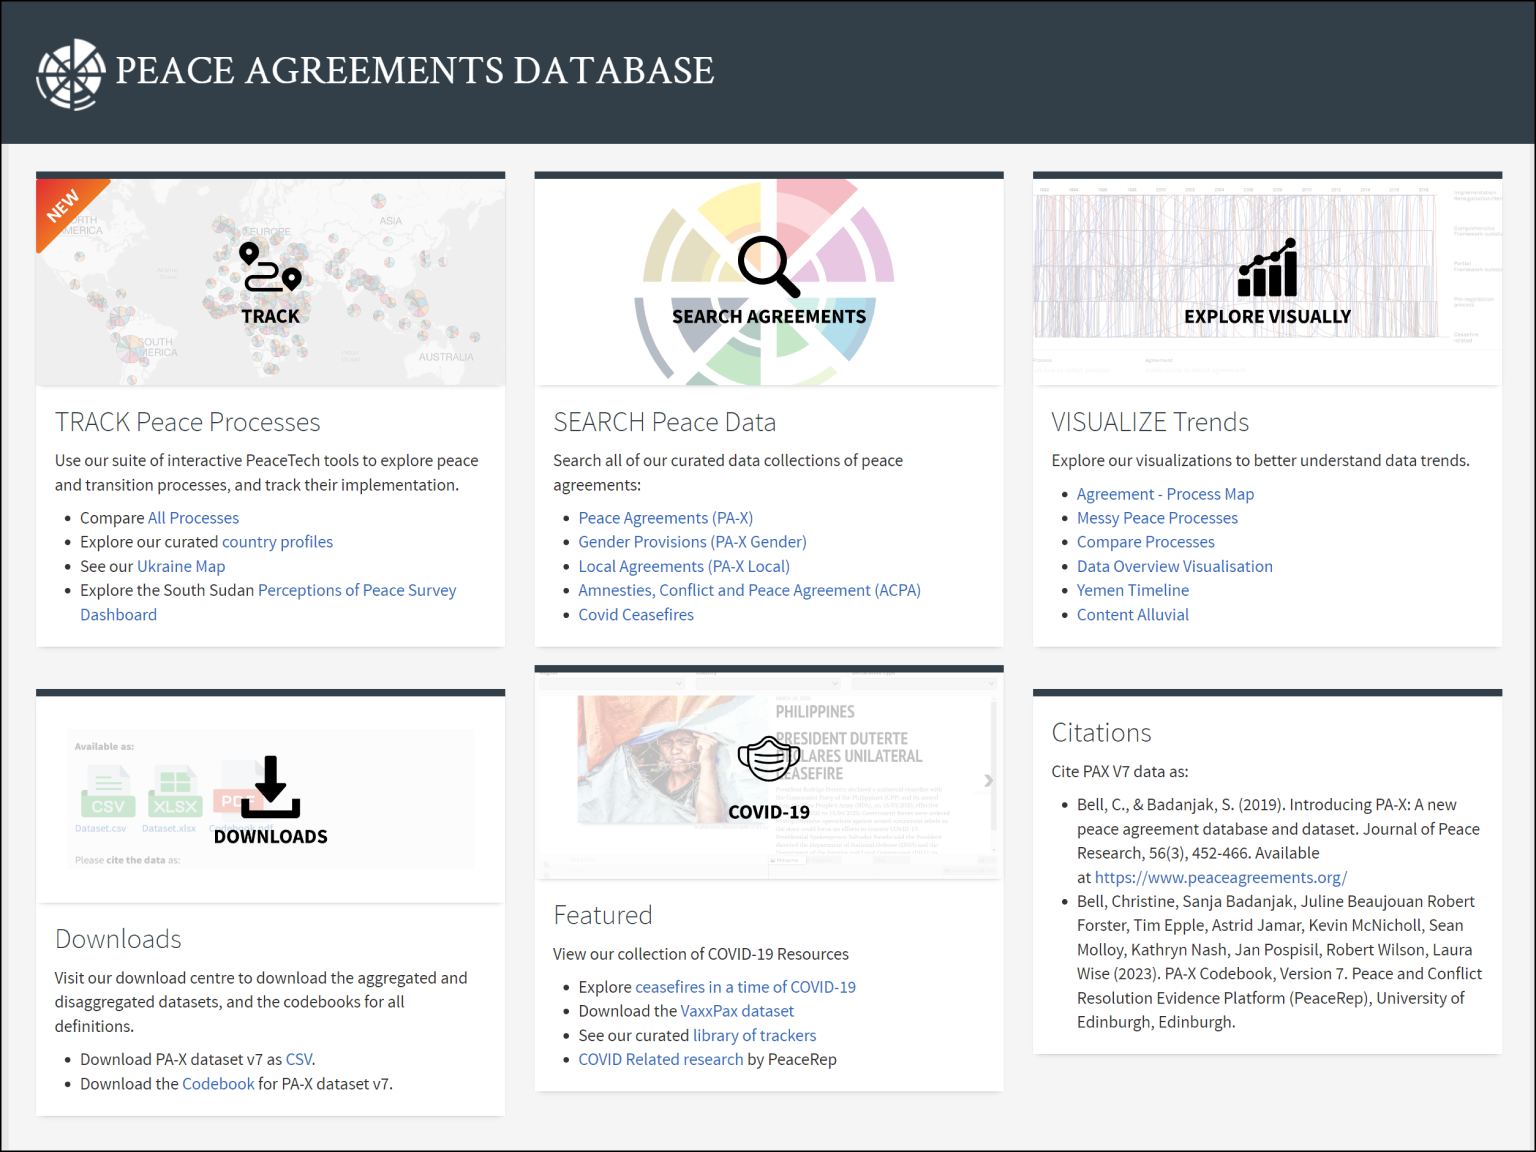 PEACE AGREEMENTS DATABASE
NEW
NORTH
AMERICA
EUROPE
ASIA
SOUTH
AMERICA
AUSTRALIA
TRACK
TRACK Peace Processes
Use our suite of interactive PeaceTech tools to explore peace
and transition processes, and track their implementation.
• Compare All Processes
• Explore our curated country profiles
• See our Ukraine Map
• Explore the South Sudan Perceptions of Peace Survey
Dashboard
SEARCH AGREEMENTS
SEARCH Peace Data
Search all of our curated data collections of peace
agreements:
• Peace Agreements (PA-X)
• Gender Provisions (PA-X Gender)
• Local Agreements (PA-X Local)
• Amnesties, Conflict and Peace Agreement (ACPA)
• Covid Ceasefires
EXPLORE VISUALLY
VISUALIZE Trends
Explore our visualizations to better understand data trends.
• Agreement - Process Map
• Messy Peace Processes
• Compare Processes
• Data Overview Visualisation
• Yemen Timeline
• Content Alluvial
Available as:
CSV
XLSX
PDF
Dataset.csv
Dataset.xlsx
DOWNLOADS
Please cite the data as:
Downloads
Visit our download centre to download the aggregated and
disaggregated datasets, and the codebooks for all
definitions.
• Download PA-X dataset v7 as CSV.
• Download the Codebook for PA-X dataset v7.
PHILIPPINES
PRESIDENT DUTERTE
DECLARES UNILATERAL
CEASEFIRE
COVID-19
Featured
View our collection of COVID-19 Resources
• Explore ceasefires in a time of COVID-19
• Download the VaxxPax dataset
• See our curated library of trackers
• COVID Related research by PeaceRep
Citations
Cite PAX V7 data as:
• Bell, C., & Badanjak, S. (2019). Introducing PA-X: A new
peace agreement database and dataset. Journal of Peace
Research, 56(3), 452-466. Available
at https://www.peaceagreements.org/
• Bell, Christine, Sanja Badanjak, Juline Beaujouan Robert
Forster, Tim Epple, Astrid Jamar, Kevin McNicholl, Sean
Molloy, Kathryn Nash, Jan Pospisil, Robert Wilson, Laura
Wise (2023). PA-X Codebook, Version 7. Peace and Conflict
Resolution Evidence Platform (PeaceRep), University of
Edinburgh, Edinburgh.